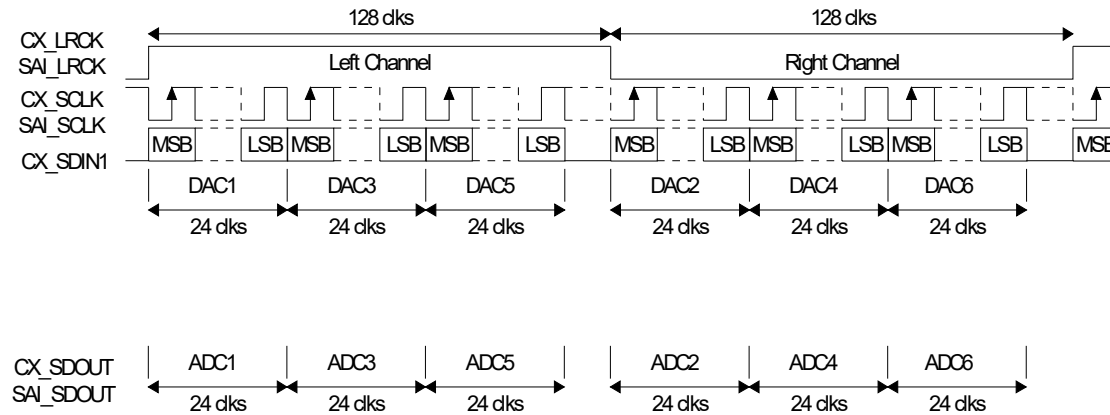 128 clks 128 clks
CX_LRCK
SAI_LRCK Left Channel Right Channel
CX_SCLK
SAI_SCLK
MSB LSB MSB LSB MSB LSB MSB LSB MSB LSB MSB LSB MSB
CX_SDIN1
DAC1 DAC3 DAC5 DAC2 DAC4 DAC6
24 clks 24 clks 24 clks 24 clks 24 clks 24 clks
CX_SDOUT ADC1 ADC3 ADC5 ADC2 ADC4 ADC6
SAI_SDOUT 24 clks 24 clks 24 clks 24 clks 24 clks 24 clks